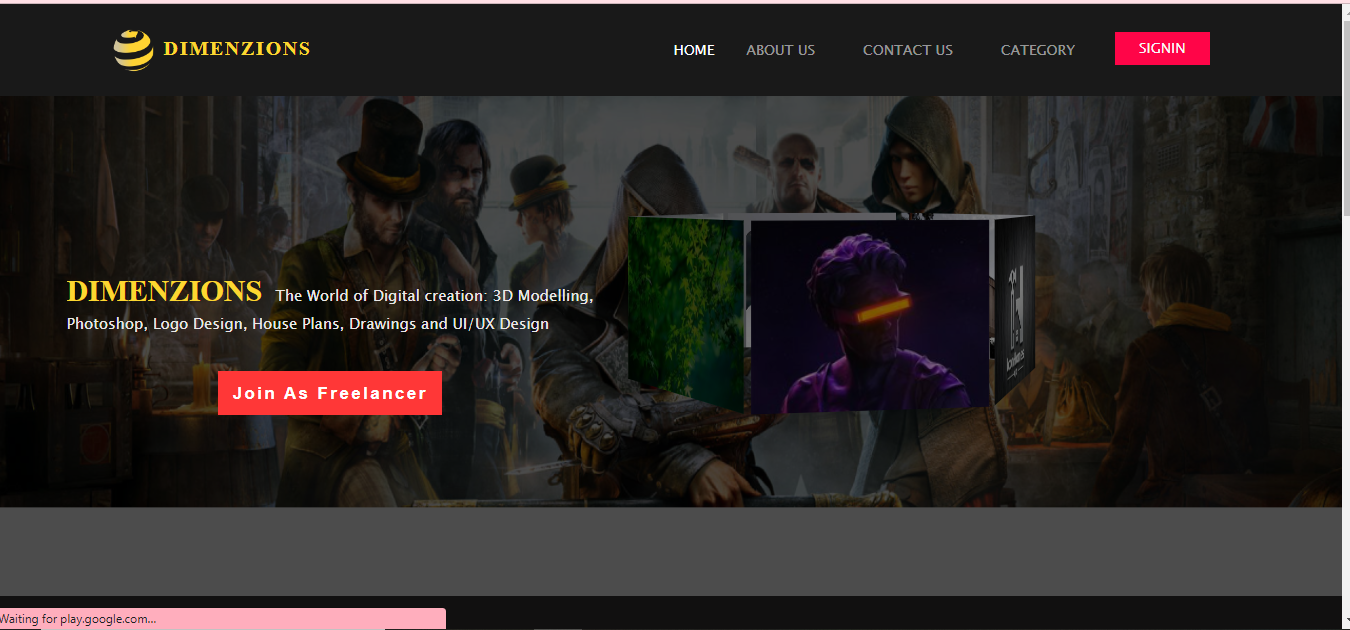 DIMENZIONS
HOME ABOUT US CONTACT US CATEGORY SIGNIN
DIMENZIONS The World of Digital creation: 3D Modelling,
Photoshop, Logo Design, House Plans, Drawings and UI/UX Design
Join As Freelancer
Waiting for play.google.com...